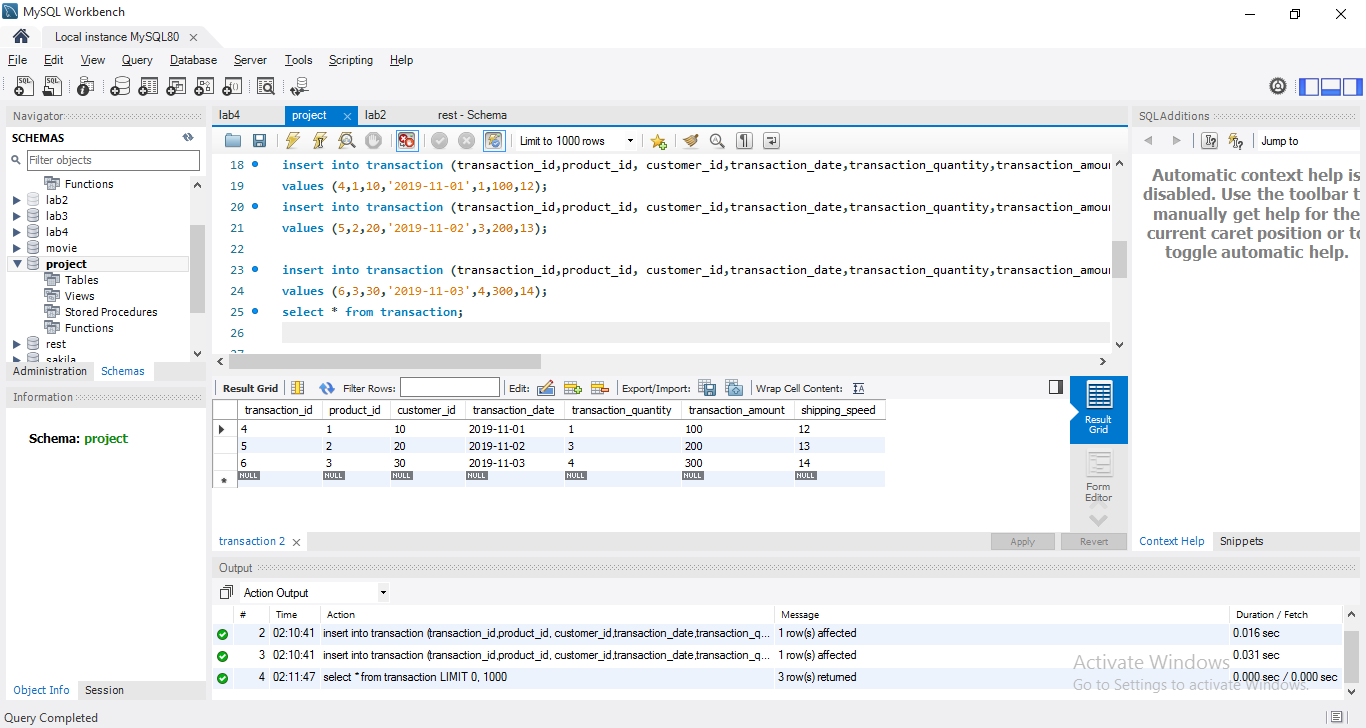 MySQL Workbench
Local instance MySQL80
File Edit View Query Database Server Tools Scripting Help
Navigator
SCHEMAS
Filter objects
Functions
lab2
lab3
lab4
movie
project
Tables
Views
Stored Procedures
Functions
rest
sakila
Administration Schemas
Information
Schema: project
Object Info Session
lab4 project lab2 rest - Schema
Limit to 1000 rows
18 insert into transaction (transaction_id,product_id, customer_id,transaction_date,transaction_quantity,transaction_amou
19 values (4,1,10,'2019-11-01',1,100,12);
20 insert into transaction (transaction_id,product_id, customer_id,transaction_date,transaction_quantity,transaction_amou
21 values (5,2,20,'2019-11-02',3,200,13);
22
23 insert into transaction (transaction_id,product_id, customer_id,transaction_date,transaction_quantity,transaction_amou
24 values (6,3,30,'2019-11-03',4,300,14);
25 select * from transaction;
26
27
Result Grid Filter Rows: Edit: Export/Import: Wrap Cell Content:
transaction_id product_id customer_id transaction_date transaction_quantity transaction_amount shipping_speed
4 1 10 2019-11-01 1 100 12
5 2 20 2019-11-02 3 200 13
6 3 30 2019-11-03 4 300 14
NULL NULL NULL NULL NULL NULL NULL
Result
Grid
Form
Editor
transaction 2 Apply Revert
SQLAdditions
Jump to
Automatic context help is
disabled. Use the toolbar t
manually get help for the
current caret position or to
toggle automatic help.
Context Help Snippets
Output
Action Output
# Time Action Message Duration / Fetch
2 02:10:41 insert into transaction (transaction_id,product_id, customer_id,transaction_date,transaction_q... 1 row(s) affected 0.016 sec
3 02:10:41 insert into transaction (transaction_id,product_id, customer_id,transaction_date,transaction_q... 1 row(s) affected 0.031 sec
4 02:11:47 select * from transaction LIMIT 0, 1000 3 row(s) returned 0.000 sec / 0.000 sec
Activate Windows
Go to Settings to activate Windows.
Query Completed